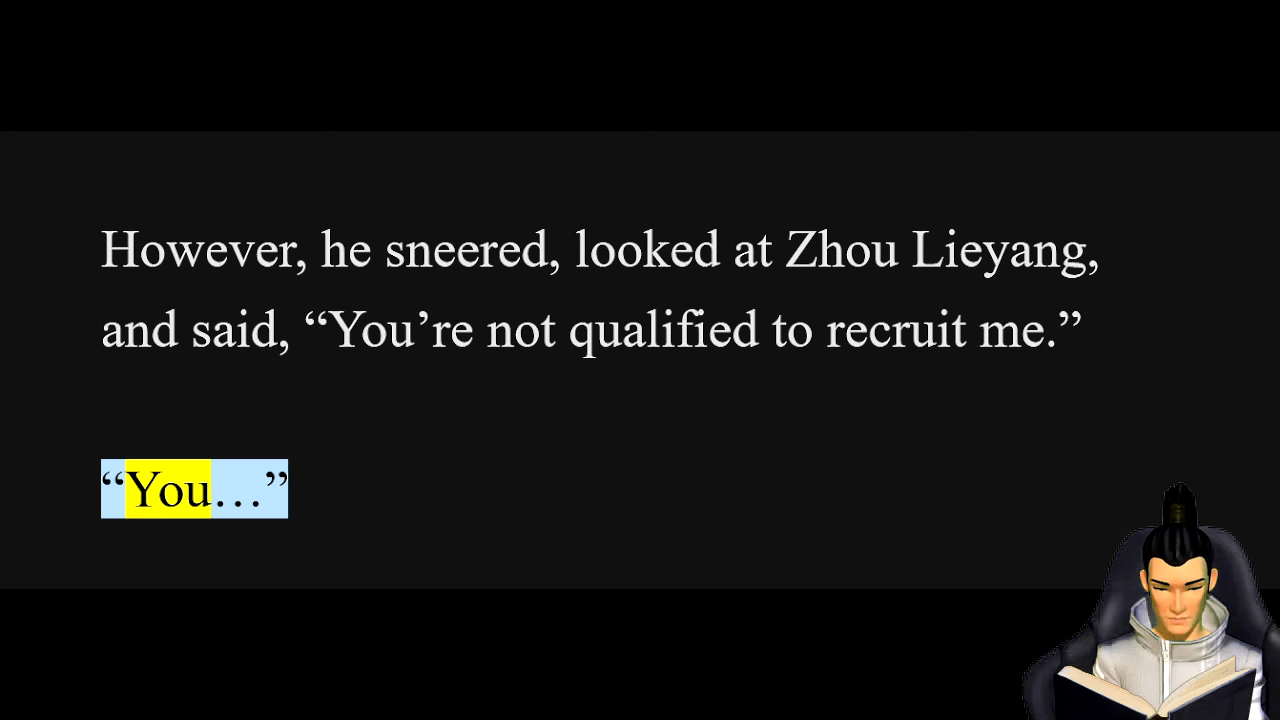 However, he sneered, looked at Zhou Lieyang,
and said, “You’re not qualified to recruit me.”
“You…”